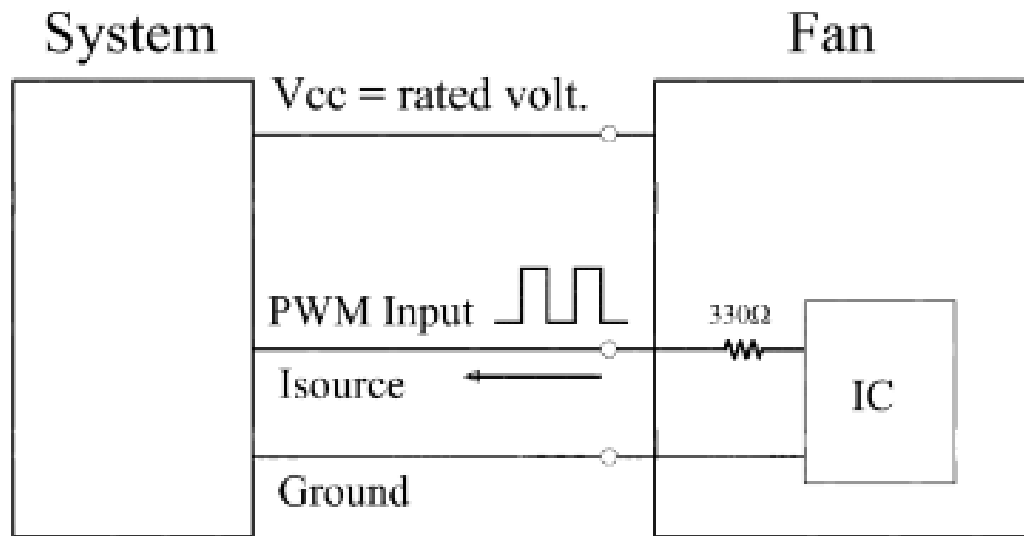 System
Fan
Vcc = rated volt.
PWM Input
330Ω
Isource
IC
Ground